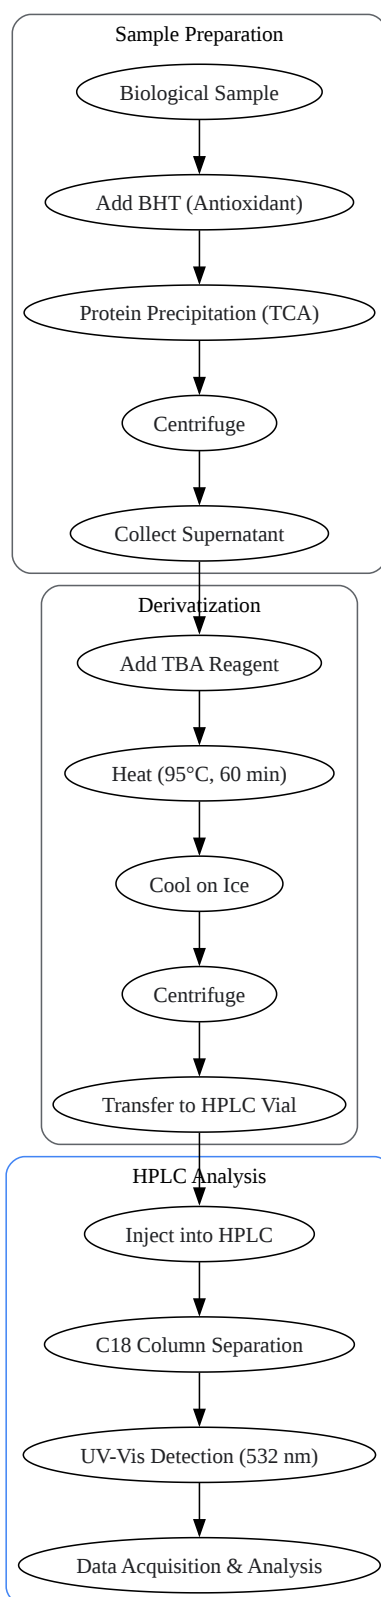 Sample Preparation
Biological Sample
Add BHT (Antioxidant)
Protein Precipitation (TCA)
Centrifuge
Collect Supernatant
Derivatization
Add TBA Reagent
Heat (95°C, 60 min)
Cool on Ice
Centrifuge
Transfer to HPLC Vial
HPLC Analysis
Inject into HPLC
C18 Column Separation
UV-Vis Detection (532 nm)
Data Acquisition & Analysis